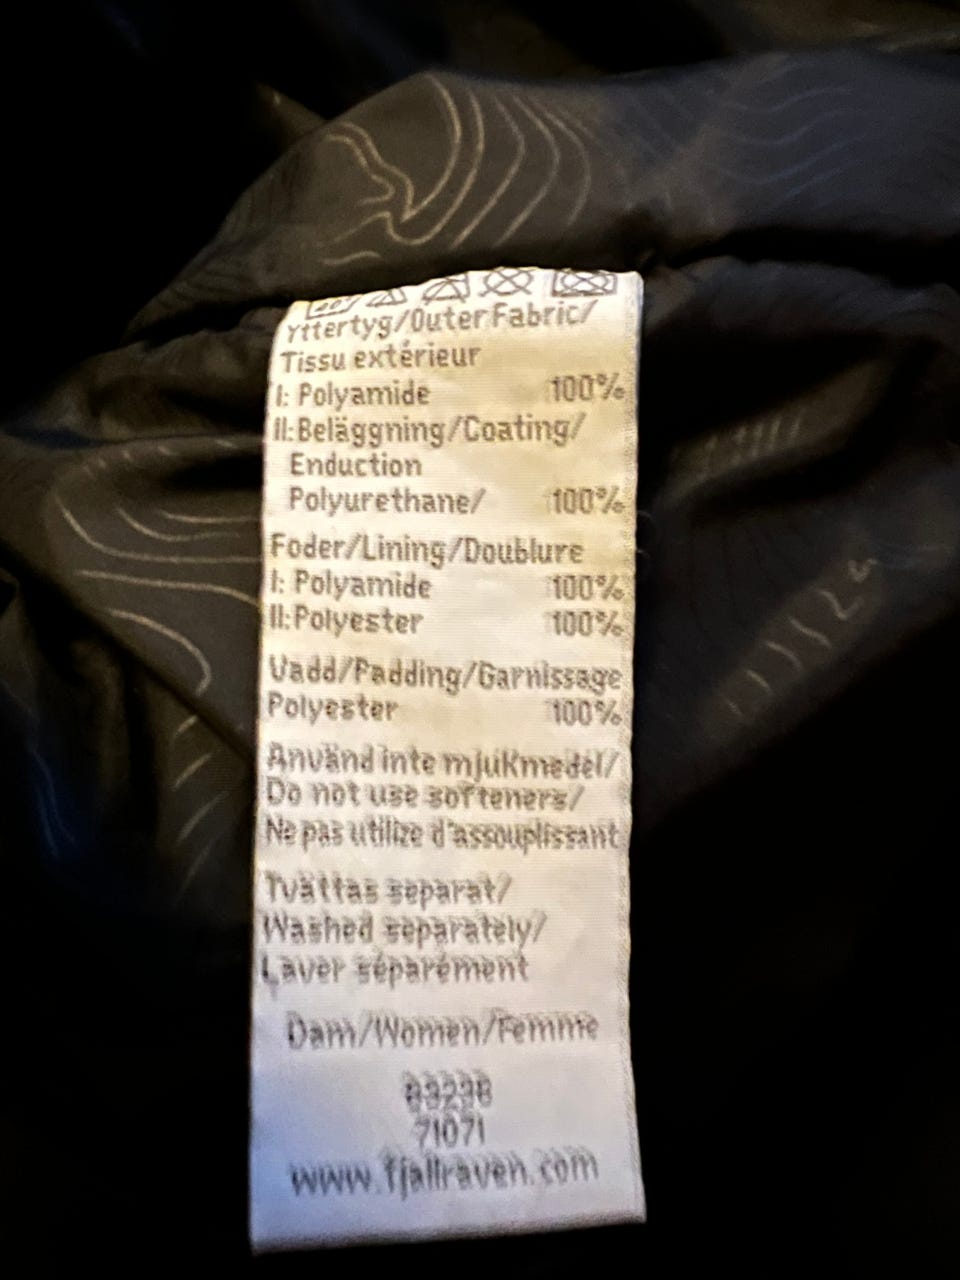 Yttertyg/Outer Fabric/
Tissu extérieur
I: Polyamide 100%
II:Beläggning/Coating/
Enduction
Polyurethane/ 100%
Foder/Lining/Doublure
I: Polyamide 100%
II:Polyester 100%
Vadd/Padding/Garnissage
Polyester 100%
Använd inte mjukmedel/
Do not use softeners/
Ne pas utilize d'assouplissant
Tvättas separat/
Washed separately/
Laver séparément
Dam/Women/Femme
71071
www.fjallraven.com